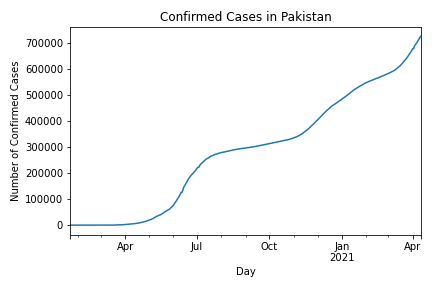 Confirmed Cases in Pakistan
Number of Confirmed Cases
700000
600000
500000
400000
300000
200000
100000
0
Apr Jul Oct Jan Apr
2021
Day